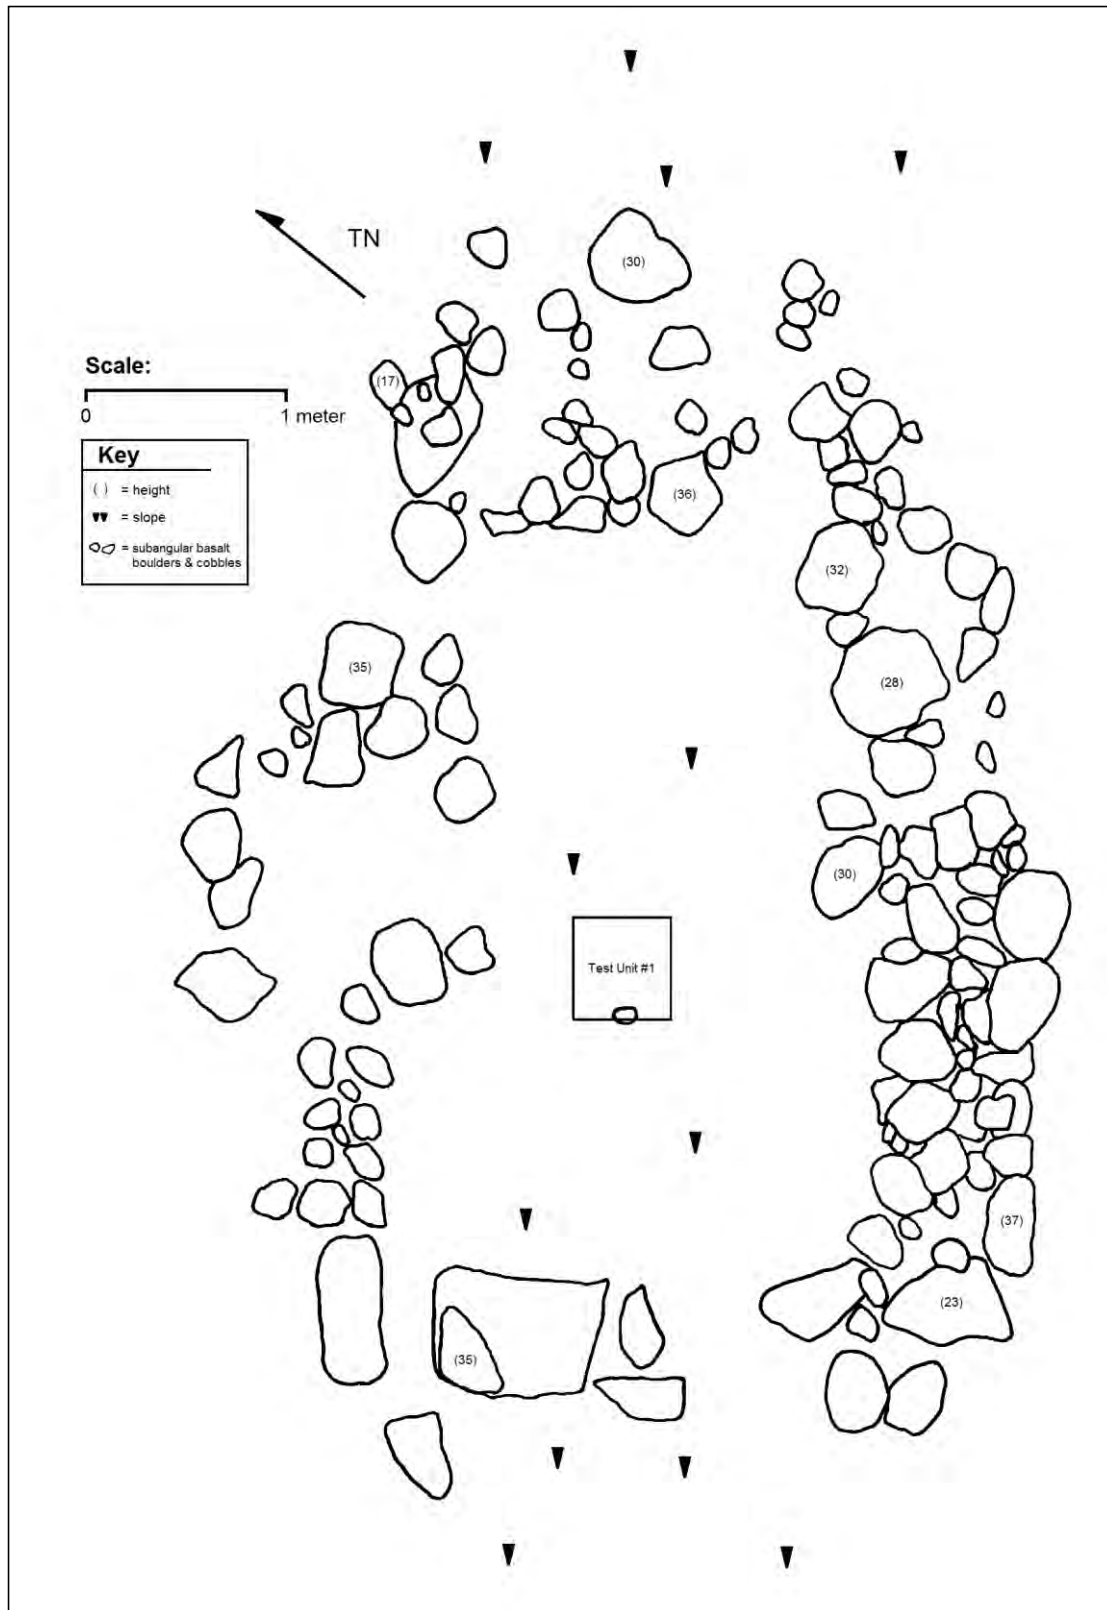 TN
(30)
Scale:
0 1 meter
(17)
Key
( ) = height
= slope
= subangular basalt
boulders & cobbles
(36)
(32)
(35)
(28)
(30)
Test Unit #1
(37)
(23)
(35)